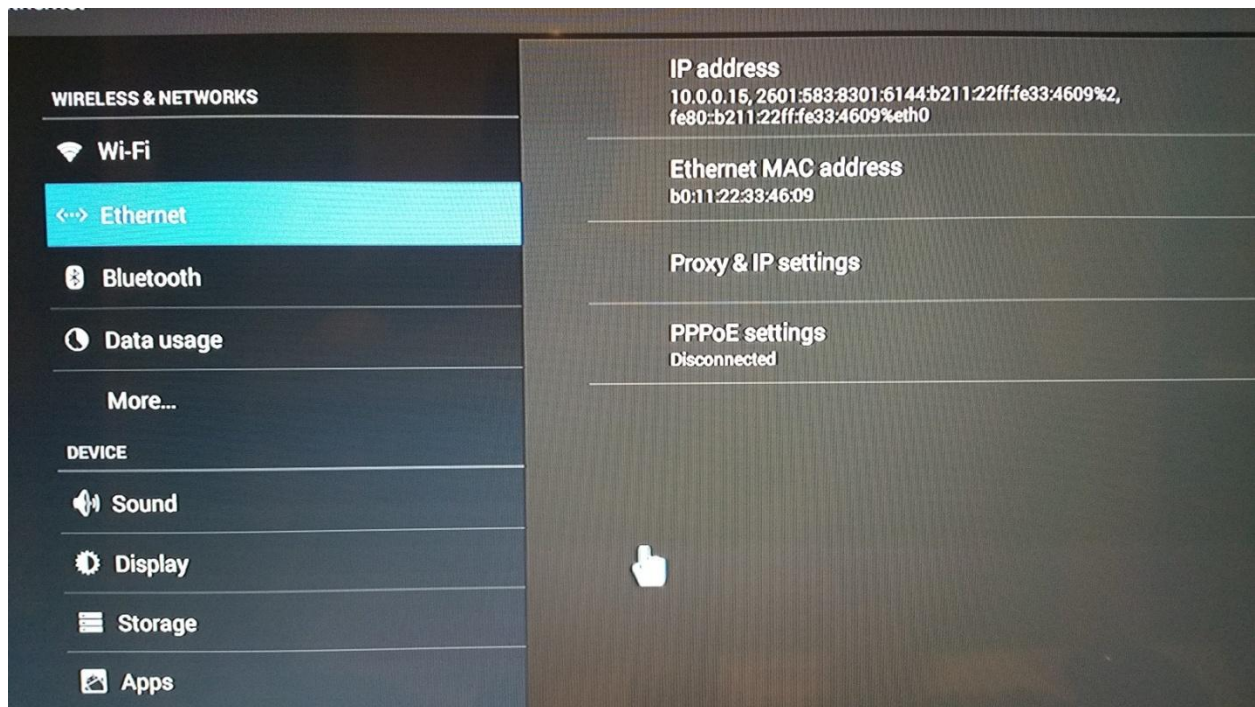 WIRELESS & NETWORKS
Wi-Fi
Ethernet
Bluetooth
Data usage
More...
DEVICE
Sound
Display
Storage
Apps
IP address
10.0.0.15, 2601:583:8301:6144:b211:22ff:fe33:4609%2,
fe80::b211:22ff:fe33:4609%eth0
Ethernet MAC address
b0:11:22:33:46:09
Proxy & IP settings
PPPoE settings
Disconnected